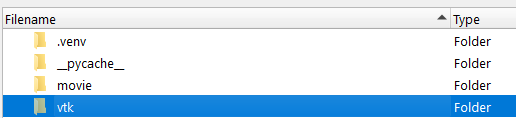 Filename Type
.venv Folder
__pycache__ Folder
movie Folder
vtk Folder